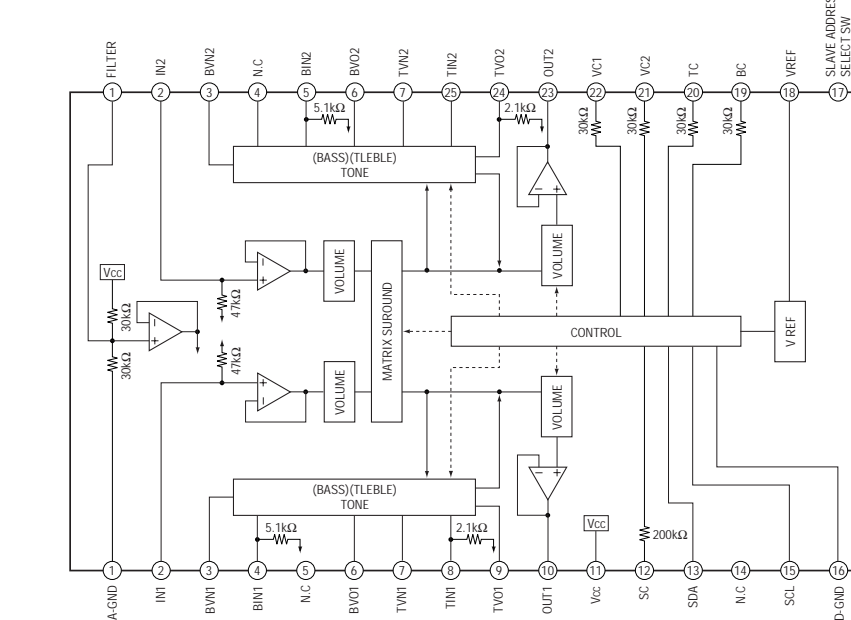 FILTER
IN2
BVN2
N.C
BIN2
BVO2
TVN2
TIN2
TVO2
OUT2
VC1
VC2
TC
BC
VREF
SLAVE ADDRES
SELECT SW
1
2
3
4
5
6
7
25
24
23
22
21
20
19
18
17
5.1kΩ
2.1kΩ
30kΩ
30kΩ
30kΩ
30kΩ
(BASS)(TLEBLE)
TONE
VOLUME
VOLUME
Vcc
30kΩ
30kΩ
47kΩ
47kΩ
MATRIX SUROUND
CONTROL
V REF
VOLUME
VOLUME
(BASS)(TLEBLE)
TONE
5.1kΩ
2.1kΩ
Vcc
200kΩ
1
2
3
4
5
6
7
8
9
10
11
12
13
14
15
16
A-GND
IN1
BVN1
BIN1
N.C
BVO1
TVN1
TIN1
TVO1
OUT1
Vcc
SC
SDA
N.C
SCL
D-GND